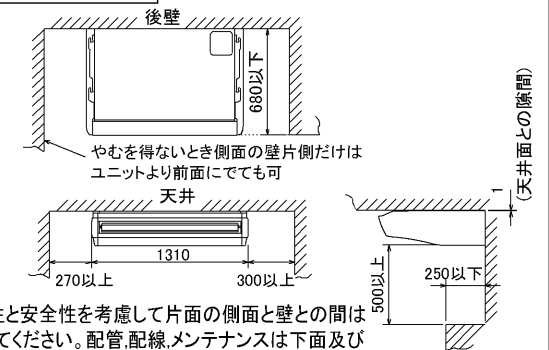 後壁
680以下
やむを得ないとき側面の壁片側だけは
ユニットより前面にでても可
天井
1310
270以上
300以上
1
(天井面との隙間)
500以上
250以下
と安全性を考慮して片面の側面と壁との間は
てください。配管,配線,メンテナンスは下面及び